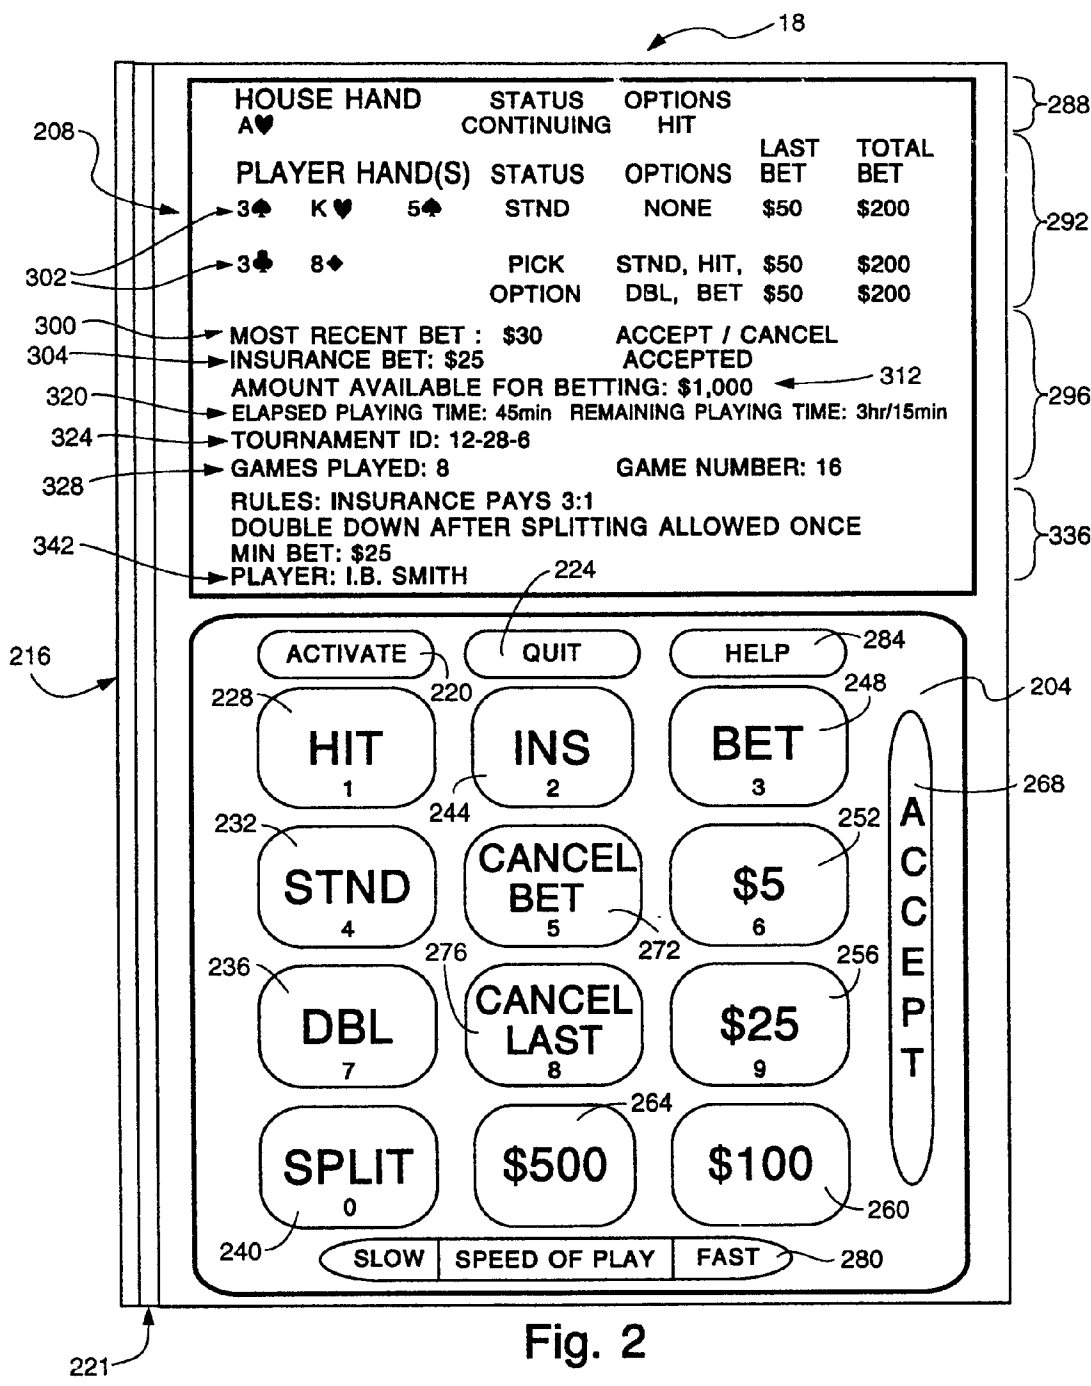 18
HOUSE HAND STATUS OPTIONS
A♥ CONTINUING HIT
288
208
LAST TOTAL
PLAYER HAND(S) STATUS OPTIONS BET BET
3♠ K♥ 5♠ STND NONE $50 $200
292
302
3♣ 8♦ PICK STND, HIT, $50 $200
OPTION DBL, BET $50 $200
300 MOST RECENT BET : $30 ACCEPT / CANCEL
304 INSURANCE BET: $25 ACCEPTED
AMOUNT AVAILABLE FOR BETTING: $1,000 312
296
320 ELAPSED PLAYING TIME: 45min REMAINING PLAYING TIME: 3hr/15min
324 TOURNAMENT ID: 12-28-6
328 GAMES PLAYED: 8 GAME NUMBER: 16
RULES: INSURANCE PAYS 3:1
DOUBLE DOWN AFTER SPLITTING ALLOWED ONCE
336
MIN BET: $25
342 PLAYER: I.B. SMITH
224
216
ACTIVATE QUIT HELP 284
220
204
228 248
HIT INS BET
1 2 3
244
268
ACCEPT
232 252
STND CANCEL BET $5
4 5 6
272
236 276 256
DBL CANCEL LAST $25
7 8 9
264
SPLIT $500 $100
0
240 260
SLOW SPEED OF PLAY FAST 280
221
Fig. 2